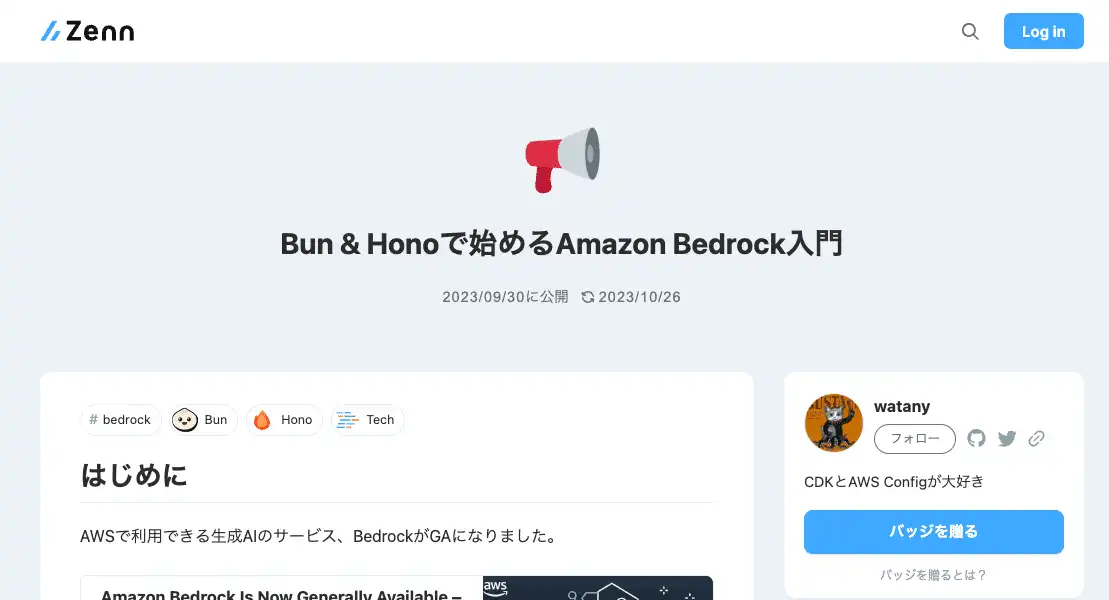 Zenn
Log in
Bun & Honoで始めるAmazon Bedrock入門
2023/09/30に公開 2023/10/26
# bedrock Bun Hono Tech
はじめに
AWSで利用できる生成AIのサービス、BedrockがGAになりました。
Amazon Bedrock Is Now Generally Available –
aws
watany
フォロー
CDKとAWS Configが大好き
バッジを贈る
バッジを贈るとは？